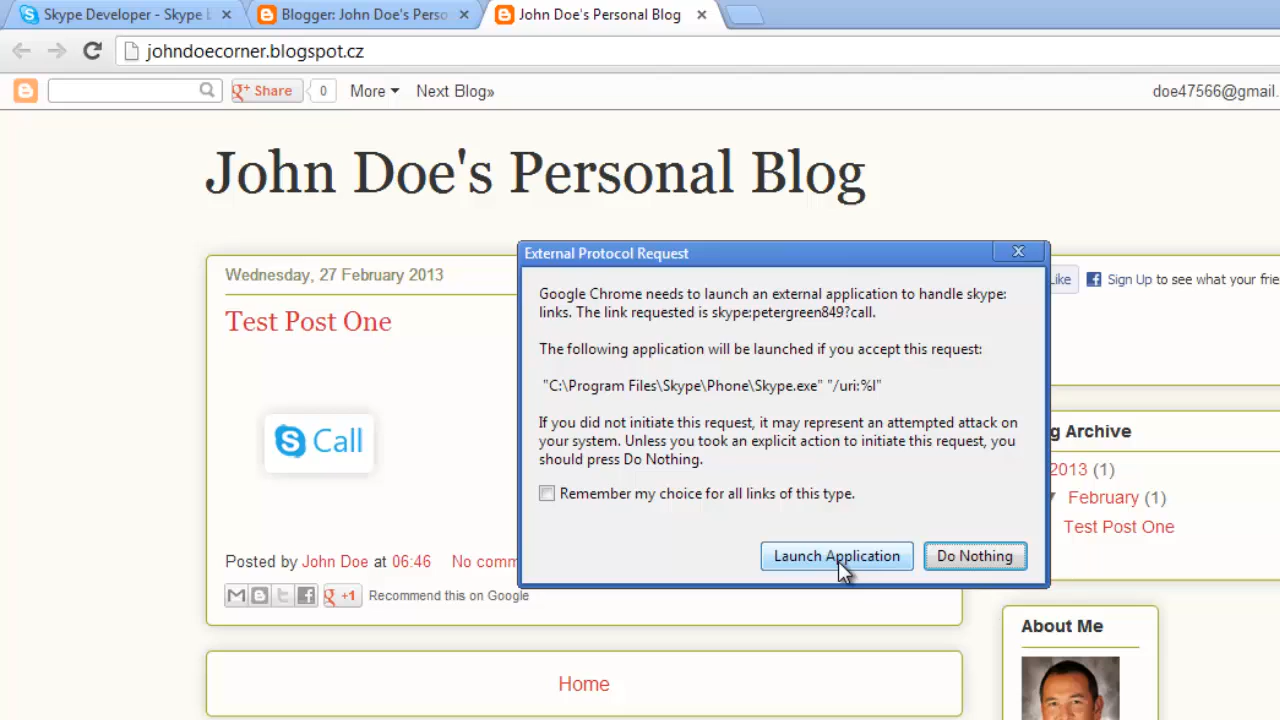 Skype Developer - Skype
Blogger: John Doe's Perso
John Doe's Personal Blog
johndoecorner.blogspot.cz
Share
0
More
Next Blog»
doe47566@gmail.
John Doe's Personal Blog
Wednesday, 27 February 2013
Test Post One
Call
Posted by John Doe at 06:46 No comm
+1
Recommend this on Google
Home
External Protocol Request
Google Chrome needs to launch an external application to handle skype:
links. The link requested is skype:petergreen849?call.
The following application will be launched if you accept this request:
"C:\Program Files\Skype\Phone\Skype.exe" "/uri:%l"
If you did not initiate this request, it may represent an attempted attack on
your system. Unless you took an explicit action to initiate this request, you
should press Do Nothing.
Remember my choice for all links of this type.
Launch Application
Do Nothing
Like
Sign Up to see what your frie
g Archive
2013 (1)
February (1)
Test Post One
About Me